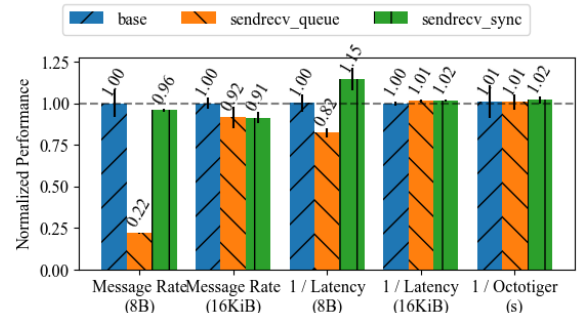 base sendrecv_queue sendrecv_sync
Normalized Performance
1.25
1.00
0.75
0.50
0.25
0.00
1.00 0.22 0.96
1.00 0.92 0.91
1.00 0.82 1.15
1.00 1.01 1.02
1.01 1.01 1.02
Message Rate (8B)
Message Rate (16KiB)
1 / Latency (8B)
1 / Latency (16KiB)
1 / Octotiger (s)